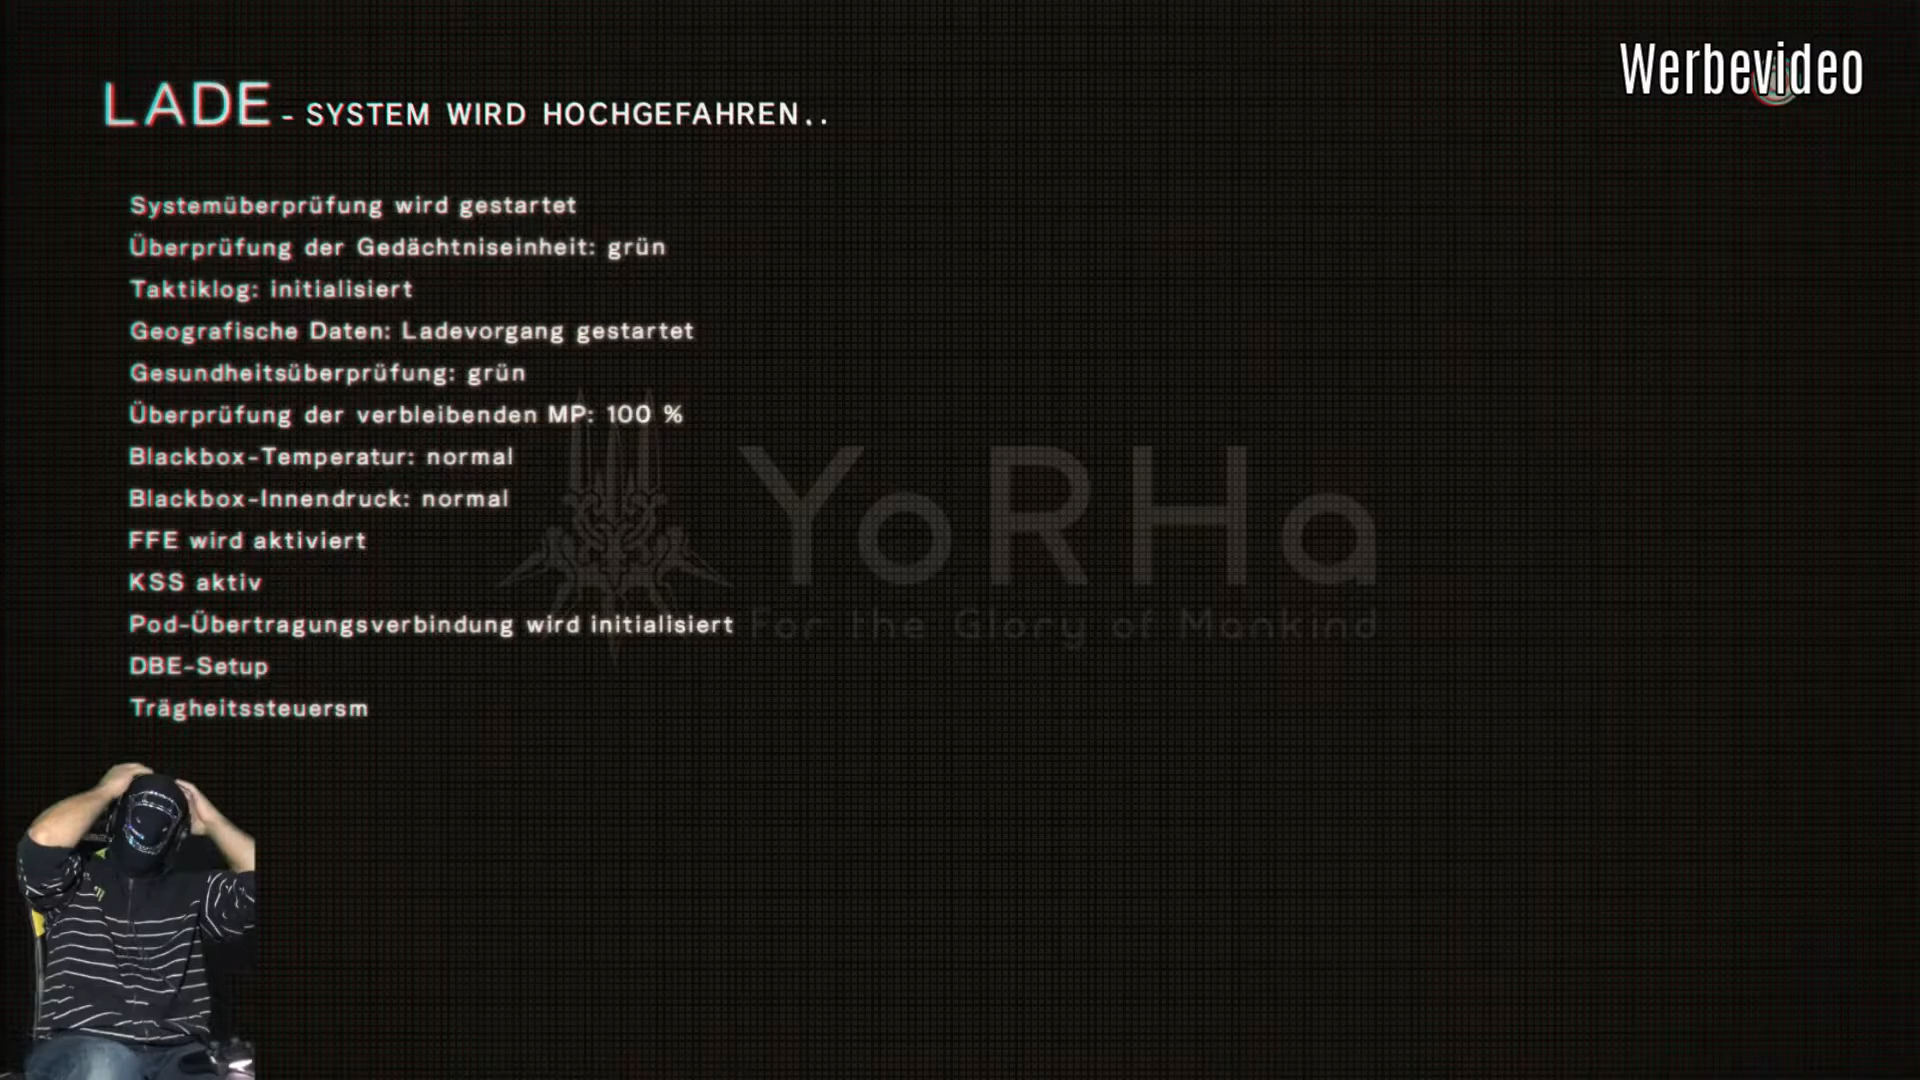 Werbevideo
LADE - SYSTEM WIRD HOCHGEFAHREN..
Systemüberprüfung wird gestartet
Überprüfung der Gedächtniseinheit: grün
Taktiklog: initialisiert
Geografische Daten: Ladevorgang gestartet
Gesundheitsüberprüfung: grün
Überprüfung der verbleibenden MP: 100 %
Blackbox-Temperatur: normal
Blackbox-Innendruck: normal
FFE wird aktiviert
KSS aktiv
Pod-Übertragungsverbindung wird initialisiert
DBE-Setup
Trägheitssteuersm
YoRHa
For the Glory of Mankind